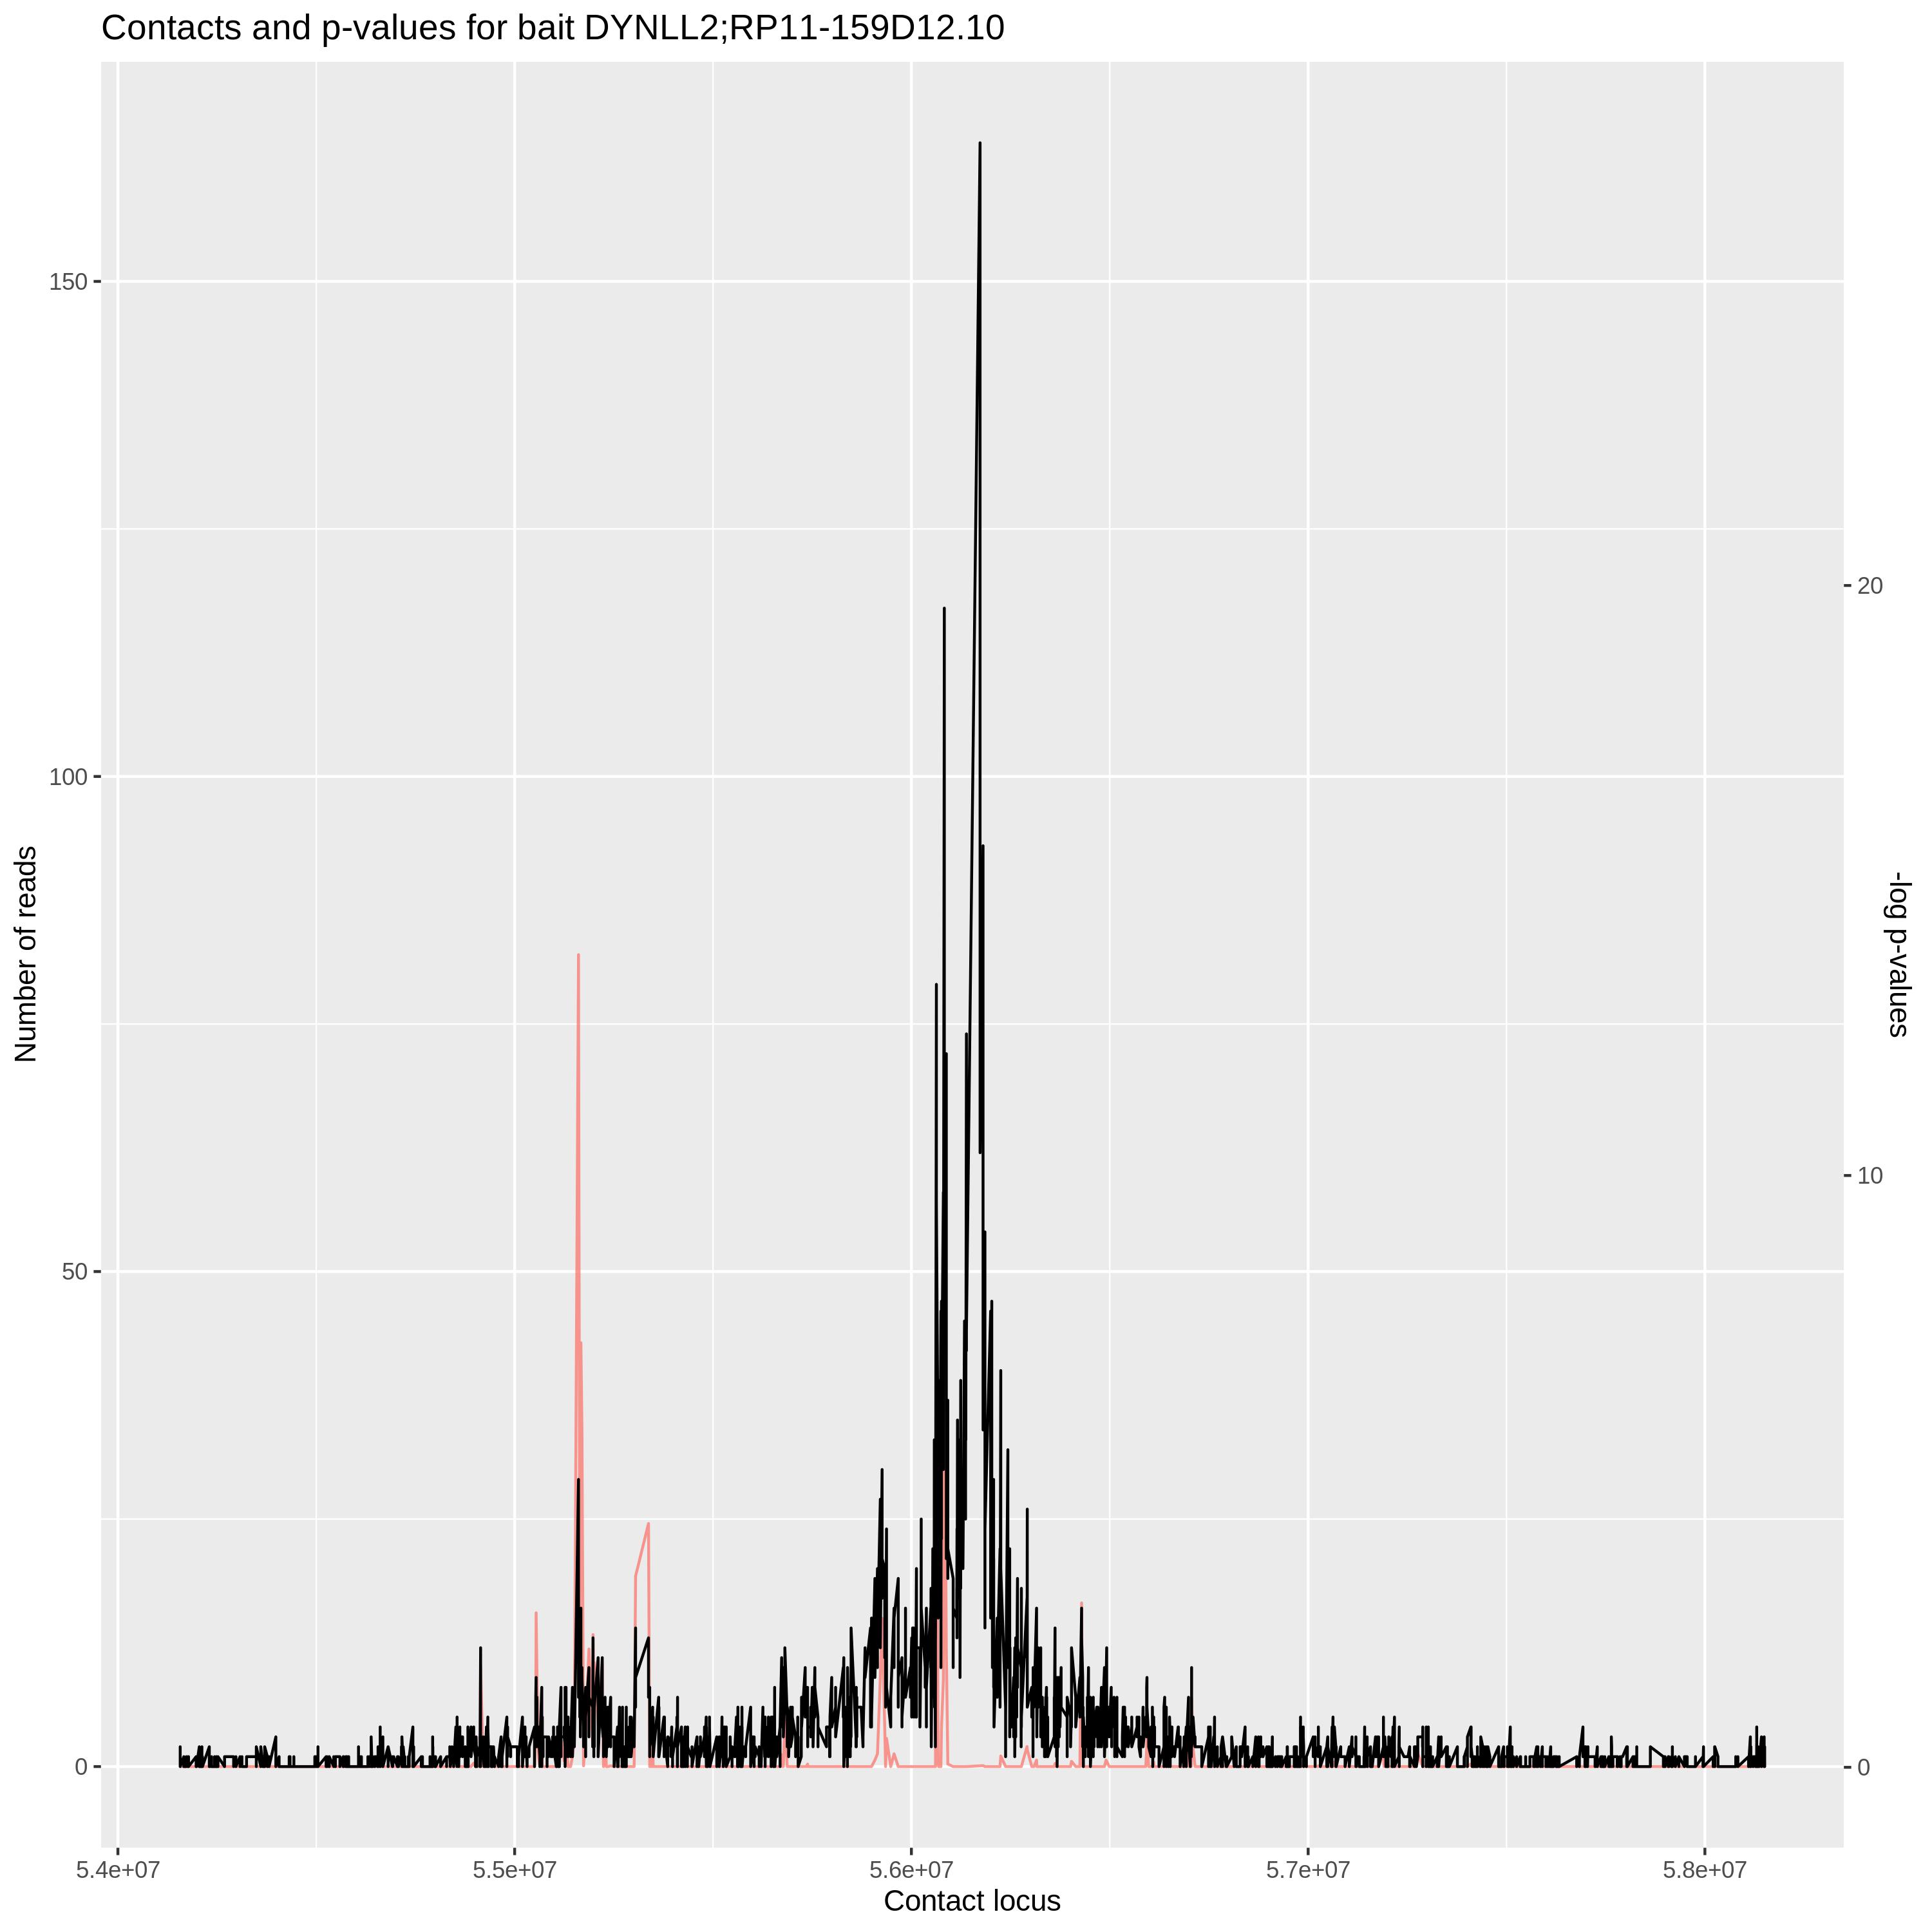 Contacts and p-values for bait DYNLL2;RP11-159D12.10
150
100
50
0
Number of reads
20
10
0
-log p-values
5.4e+07
5.5e+07
5.6e+07
5.7e+07
5.8e+07
Contact locus